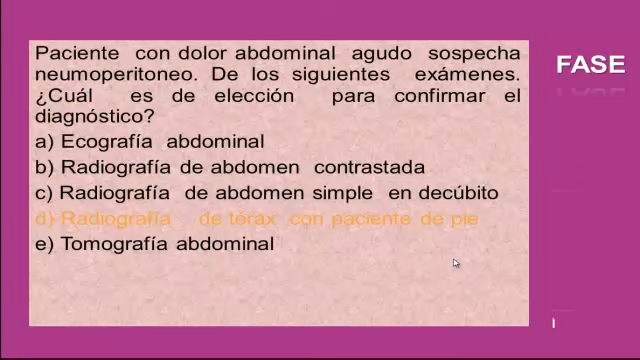 Paciente con dolor abdominal agudo sospecha
neumoperitoneo. De los siguientes exámenes.
¿Cuál es de elección para confirmar el
diagnóstico?
a) Ecografía abdominal
b) Radiografía de abdomen contrastada
c) Radiografía de abdomen simple en decúbito
d) Radiografía de tórax con paciente de pie
e) Tomografía abdominal
FASE